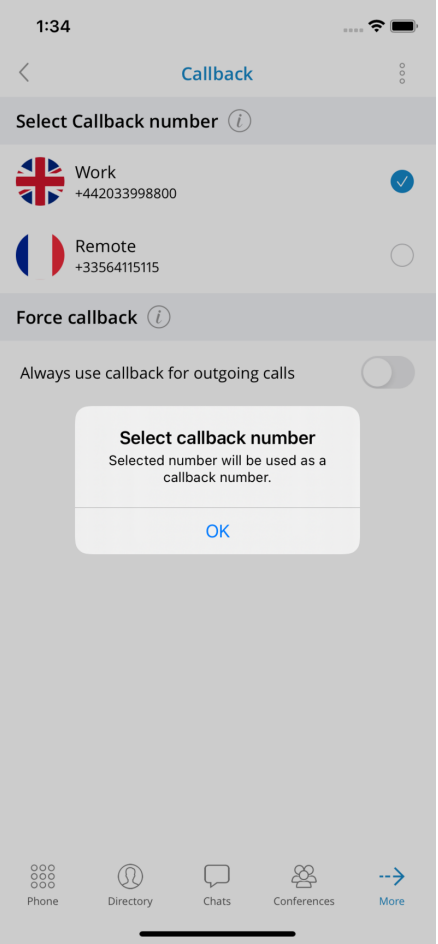 1:34
Callback
Select Callback number i
Work
+442033998800
Remote
+33564115115
Force callback i
Always use callback for outgoing calls
Select callback number
Selected number will be used as a
callback number.
OK
Phone Directory Chats Conferences More